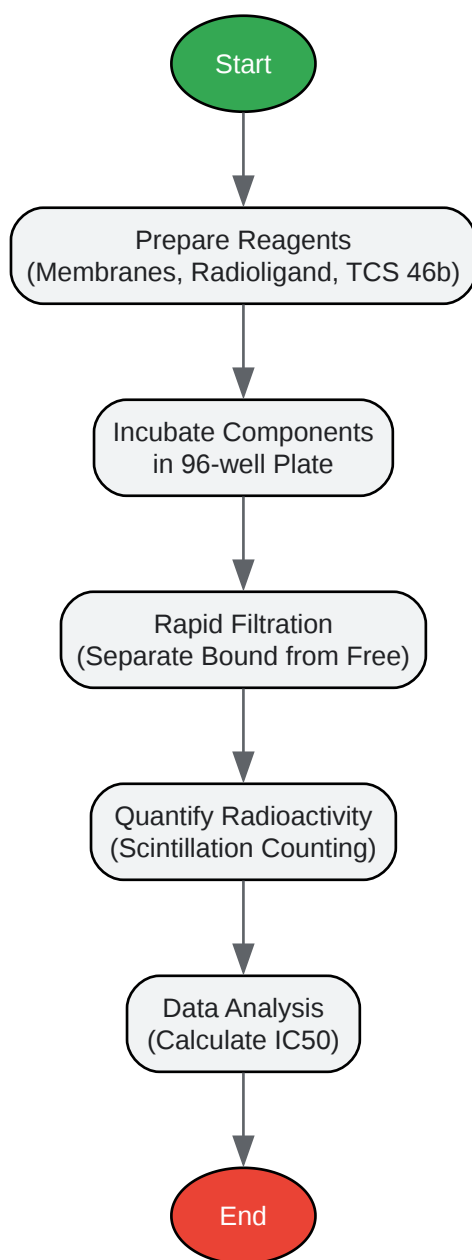 Start
Prepare Reagents
(Membranes, Radioligand, TCS 46b)
Incubate Components
in 96-well Plate
Rapid Filtration
(Separate Bound from Free)
Quantify Radioactivity
(Scintillation Counting)
Data Analysis
(Calculate IC50)
End